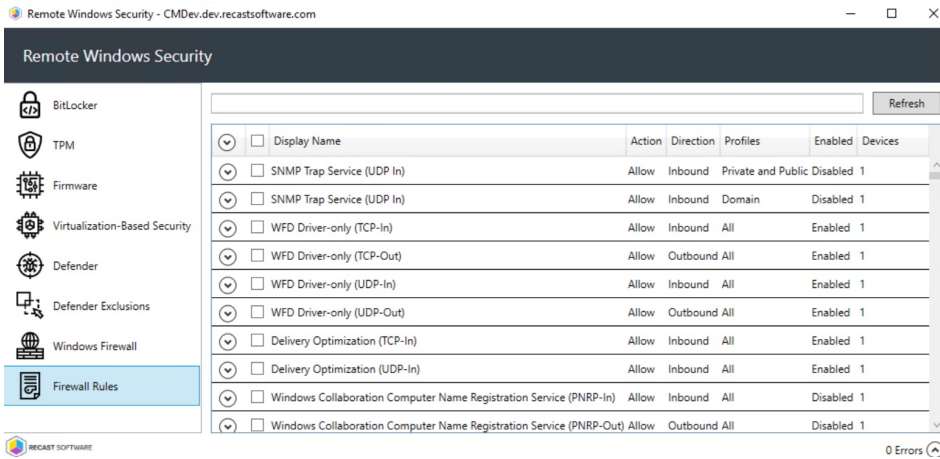 Remote Windows Security - CMDev.dev.recastsoftware.com
Remote Windows Security
BitLocker
TPM
Firmware
Virtualization-Based Security
Defender
Defender Exclusions
Windows Firewall
Firewall Rules
Refresh
Display Name Action Direction Profiles Enabled Devices
SNMP Trap Service (UDP In) Allow Inbound Private and Public Disabled 1
SNMP Trap Service (UDP In) Allow Inbound Domain Disabled 1
WFD Driver-only (TCP-In) Allow Inbound All Enabled 1
WFD Driver-only (TCP-Out) Allow Outbound All Enabled 1
WFD Driver-only (UDP-In) Allow Inbound All Enabled 1
WFD Driver-only (UDP-Out) Allow Outbound All Enabled 1
Delivery Optimization (TCP-In) Allow Inbound All Enabled 1
Delivery Optimization (UDP-In) Allow Inbound All Enabled 1
Windows Collaboration Computer Name Registration Service (PNRP-In) Allow Inbound All Disabled 1
Windows Collaboration Computer Name Registration Service (PNRP-Out) Allow Outbound All Disabled 1
RECAST SOFTWARE
0 Errors